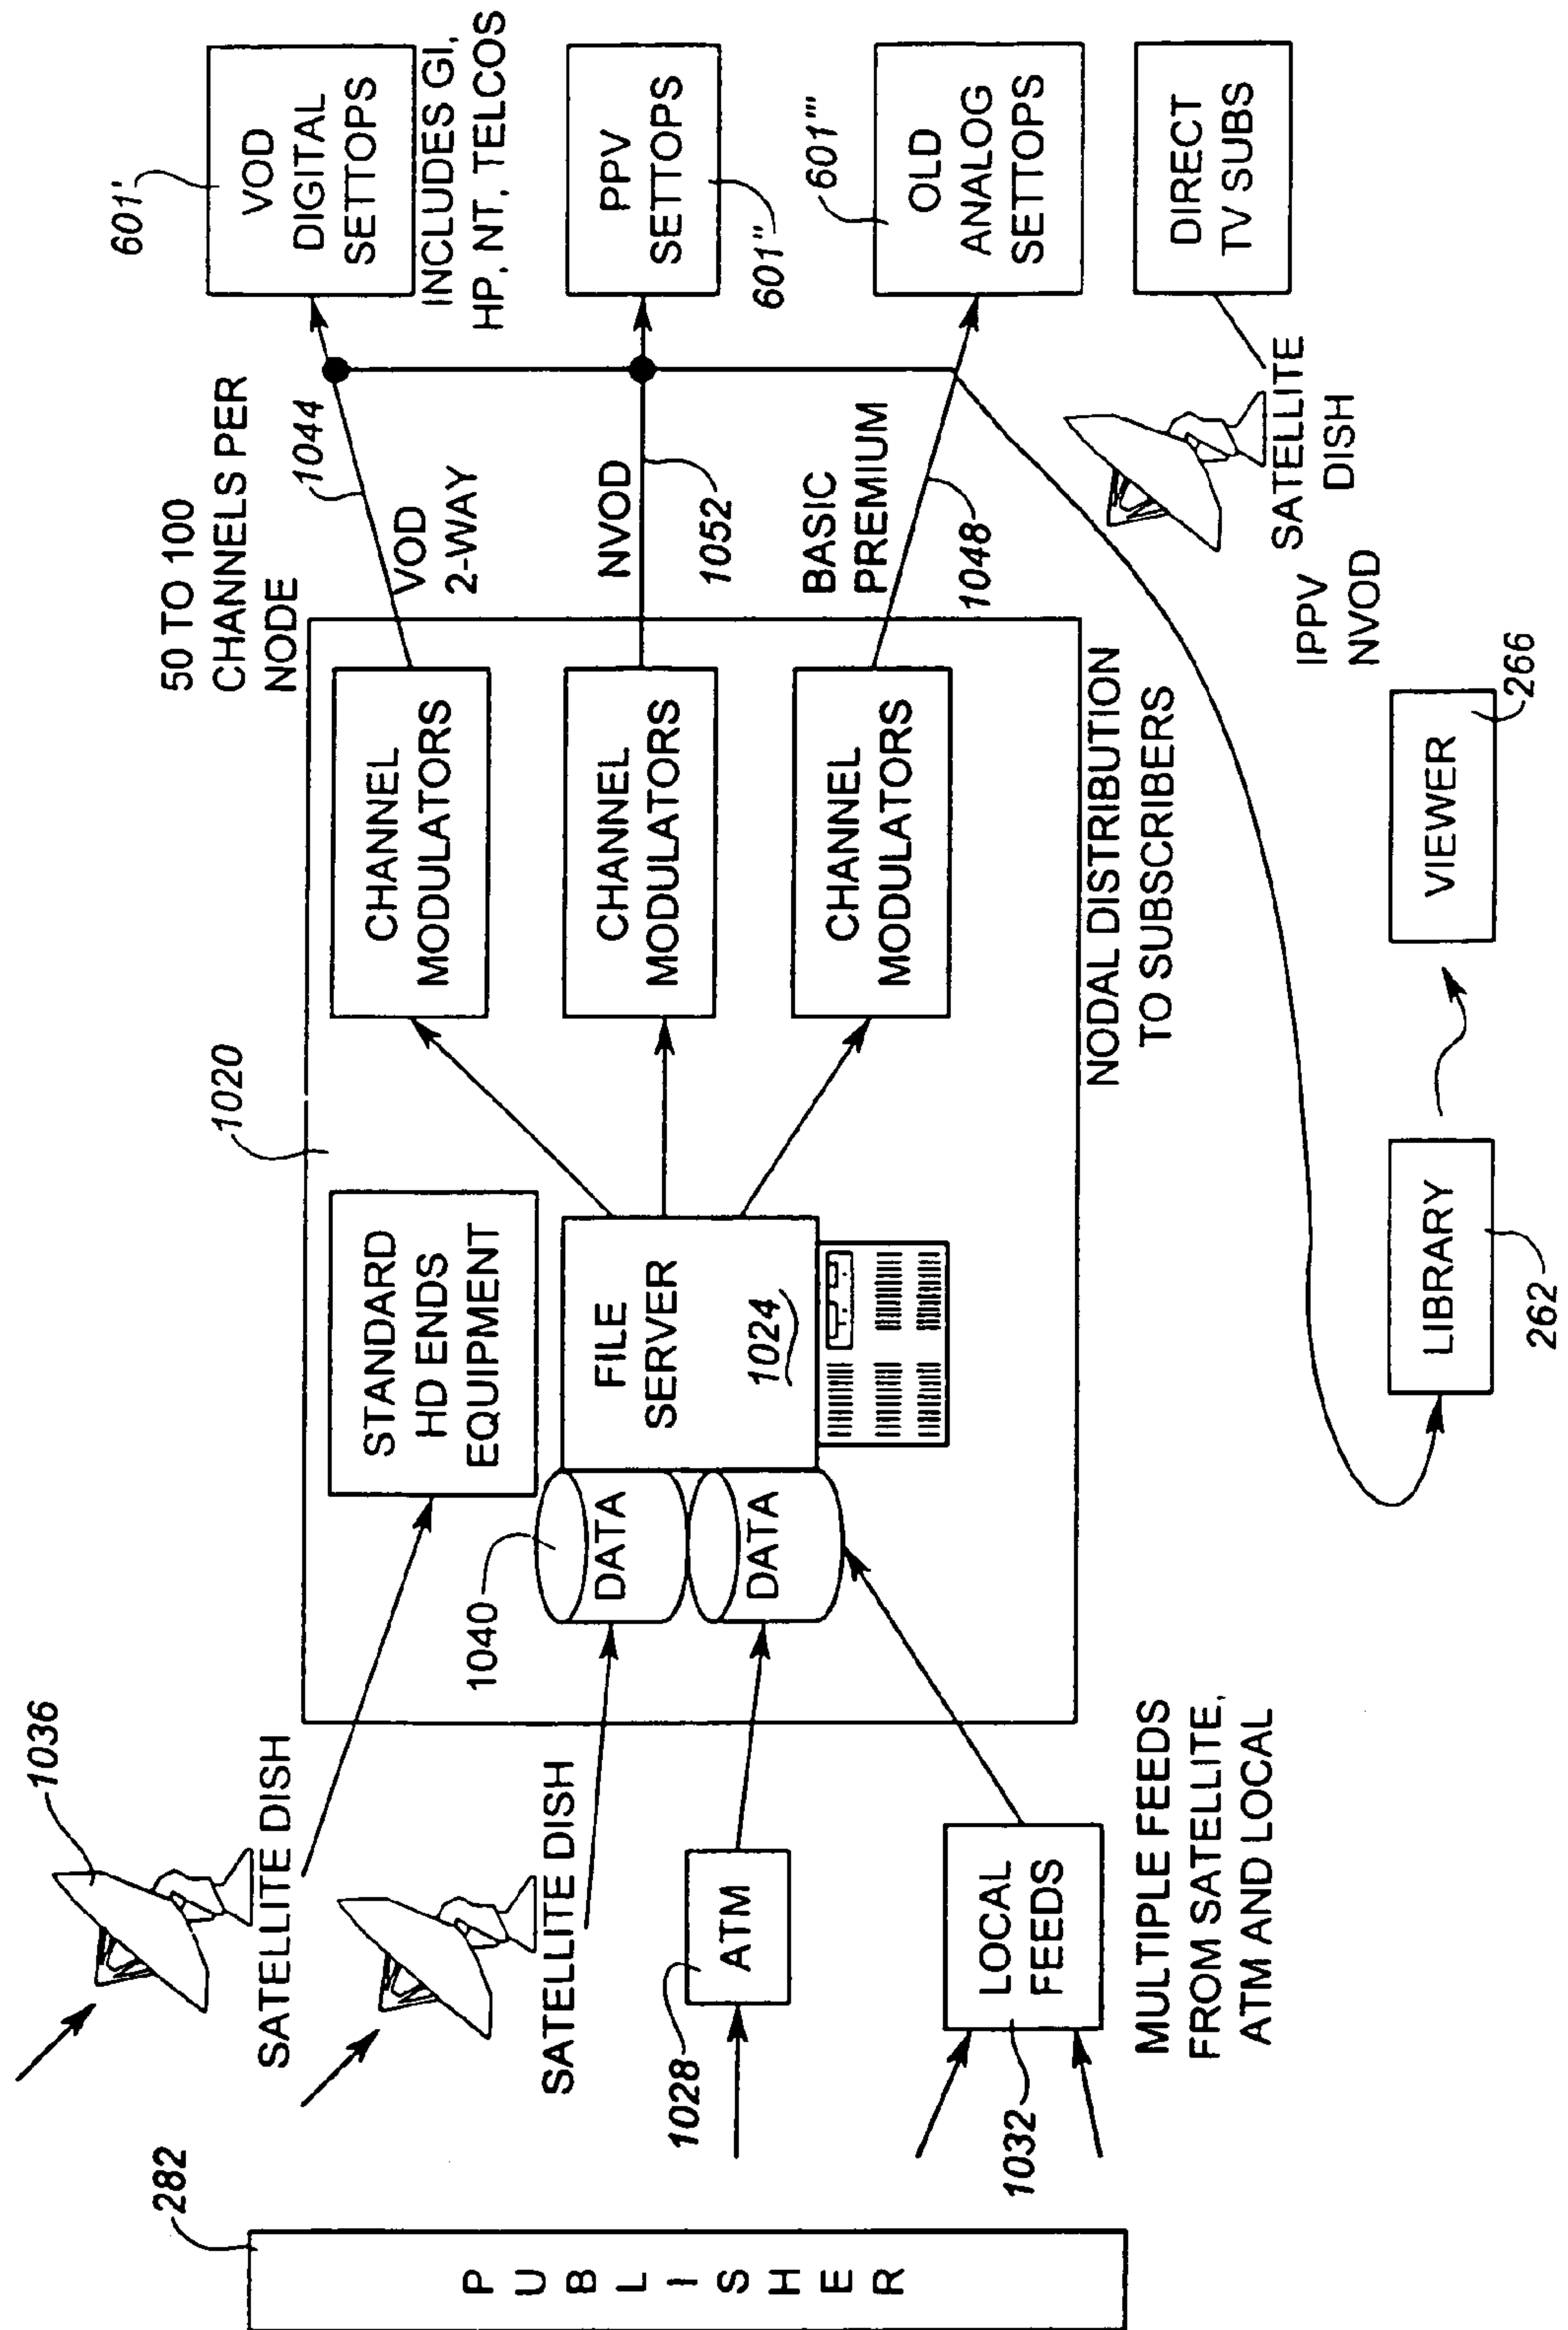 282
PUBLISHER
1036
SATELLITE DISH
SATELLITE DISH
1028
ATM
1032
LOCAL
FEEDS
MULTIPLE FEEDS
FROM SATELLITE,
ATM AND LOCAL
1020
STANDARD
HD ENDS
EQUIPMENT
1040
DATA
DATA
FILE
SERVER
1024
CHANNEL
MODULATORS
CHANNEL
MODULATORS
CHANNEL
MODULATORS
NODAL DISTRIBUTION
TO SUBSCRIBERS
50 TO 100
CHANNELS PER
NODE
1044
VOD
2-WAY
NVOD
1052
BASIC
PREMIUM
1048
601'
VOD
DIGITAL
SETTOPS
INCLUDES GI,
HP, NT, TELCOS
PPV
SETTOPS
601"
601'"
OLD
ANALOG
SETTOPS
DIRECT
TV SUBS
SATELLITE
DISH
IPPV
NVOD
LIBRARY
262
VIEWER
266